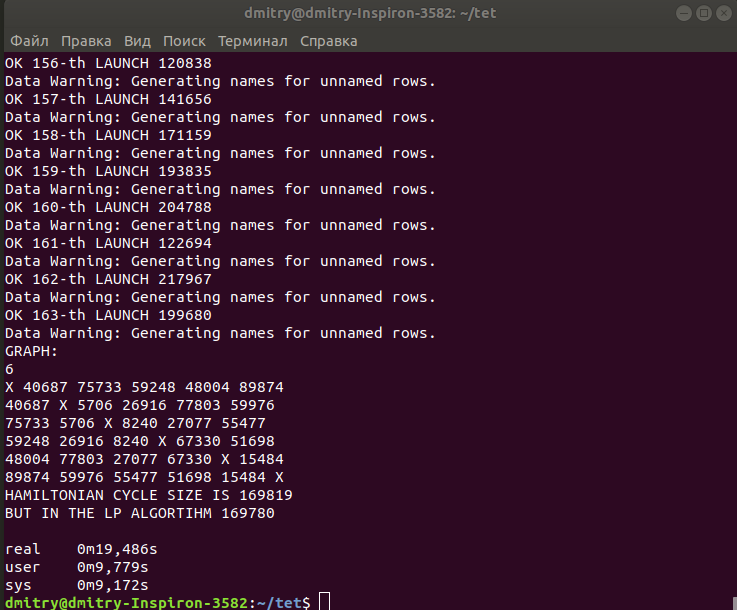 dmitry@dmitry-Inspiron-3582: ~/tet
Файл Правка Вид Поиск Терминал Справка
OK 156-th LAUNCH 120838
Data Warning: Generating names for unnamed rows.
OK 157-th LAUNCH 141656
Data Warning: Generating names for unnamed rows.
OK 158-th LAUNCH 171159
Data Warning: Generating names for unnamed rows.
OK 159-th LAUNCH 193835
Data Warning: Generating names for unnamed rows.
OK 160-th LAUNCH 204788
Data Warning: Generating names for unnamed rows.
OK 161-th LAUNCH 122694
Data Warning: Generating names for unnamed rows.
OK 162-th LAUNCH 217967
Data Warning: Generating names for unnamed rows.
OK 163-th LAUNCH 199680
Data Warning: Generating names for unnamed rows.
GRAPH:
6
X 40687 75733 59248 48004 89874
40687 X 5706 26916 77803 59976
75733 5706 X 8240 27077 55477
59248 26916 8240 X 67330 51698
48004 77803 27077 67330 X 15484
89874 59976 55477 51698 15484 X
HAMILTONIAN CYCLE SIZE IS 169819
BUT IN THE LP ALGORTIHM 169780
real 0m19,486s
user 0m9,779s
sys 0m9,172s
dmitry@dmitry-Inspiron-3582:~/tet$